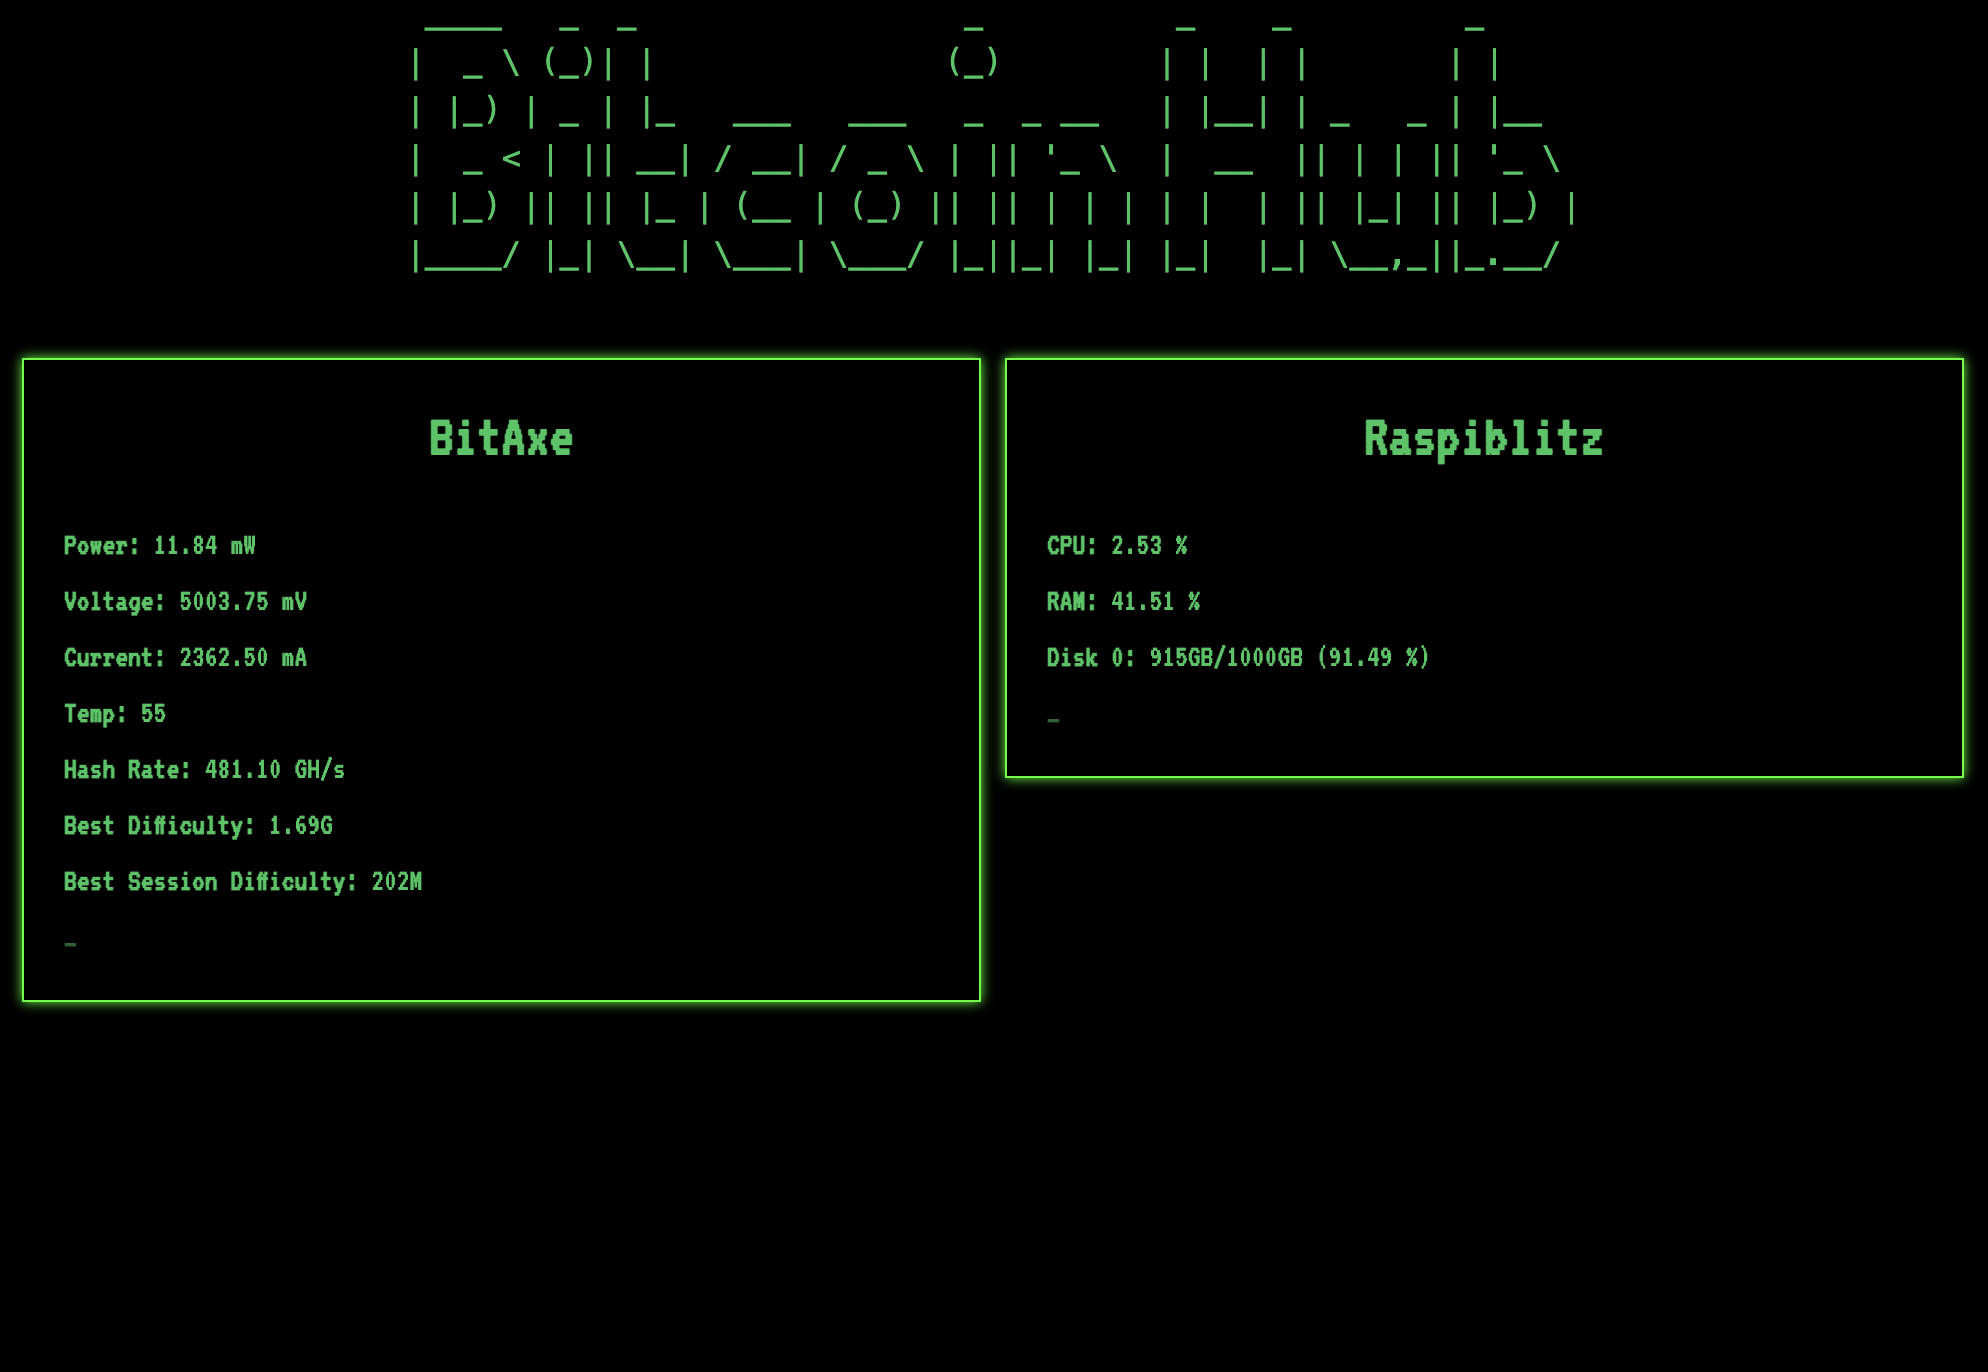 Bitcoin Hub
BitAxe
Power: 11.84 mW
Voltage: 5003.75 mV
Current: 2362.50 mA
Temp: 55
Hash Rate: 481.10 GH/s
Best Difficulty: 1.69G
Best Session Difficulty: 202M
_
Raspiblitz
CPU: 2.53 %
RAM: 41.51 %
Disk 0: 915GB/1000GB (91.49 %)
_